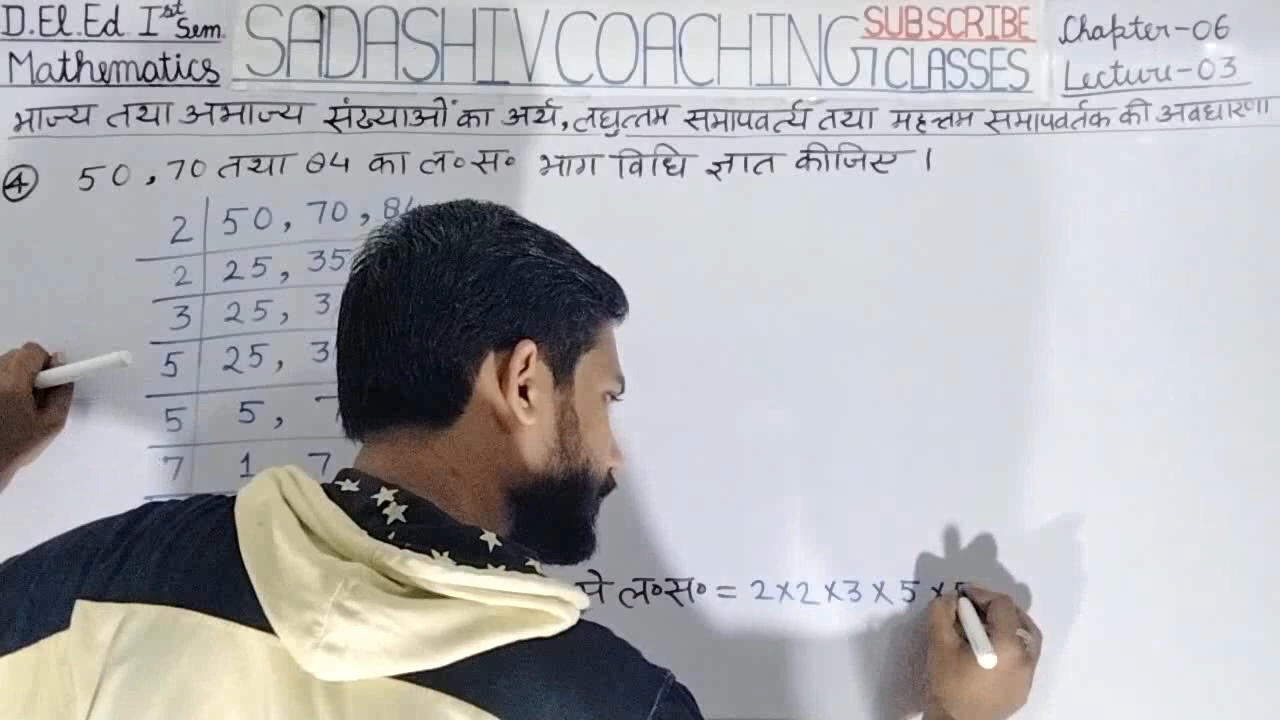 D.El.Ed Ist Sem.
Mathematics
SADASHIV COACHING CLASSES
SUBSCRIBE
Chapter-06
Lecture-03
भाज्य तथा अभाज्य संख्याओं का अर्थ, लघुत्तम समापवर्त्य तथा महत्तम समापवर्तक की अवधारणा
④ 50, 70 तथा 84 का ल॰स॰ भाग विधि ज्ञात कीजिए।
2 | 50, 70, 84
2 | 25, 35
3 | 25, 3
5 | 25, 3
5 | 5, 7
7 | 1 7
ल॰स॰ = 2×2×3×5×5